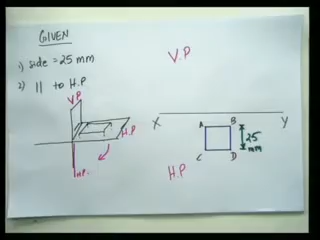 GIVEN
1) side = 25 mm
2) || to H.P
V.P
H.P
H.P.
V.P
X
Y
A
B
25
mm
C
D
H.P